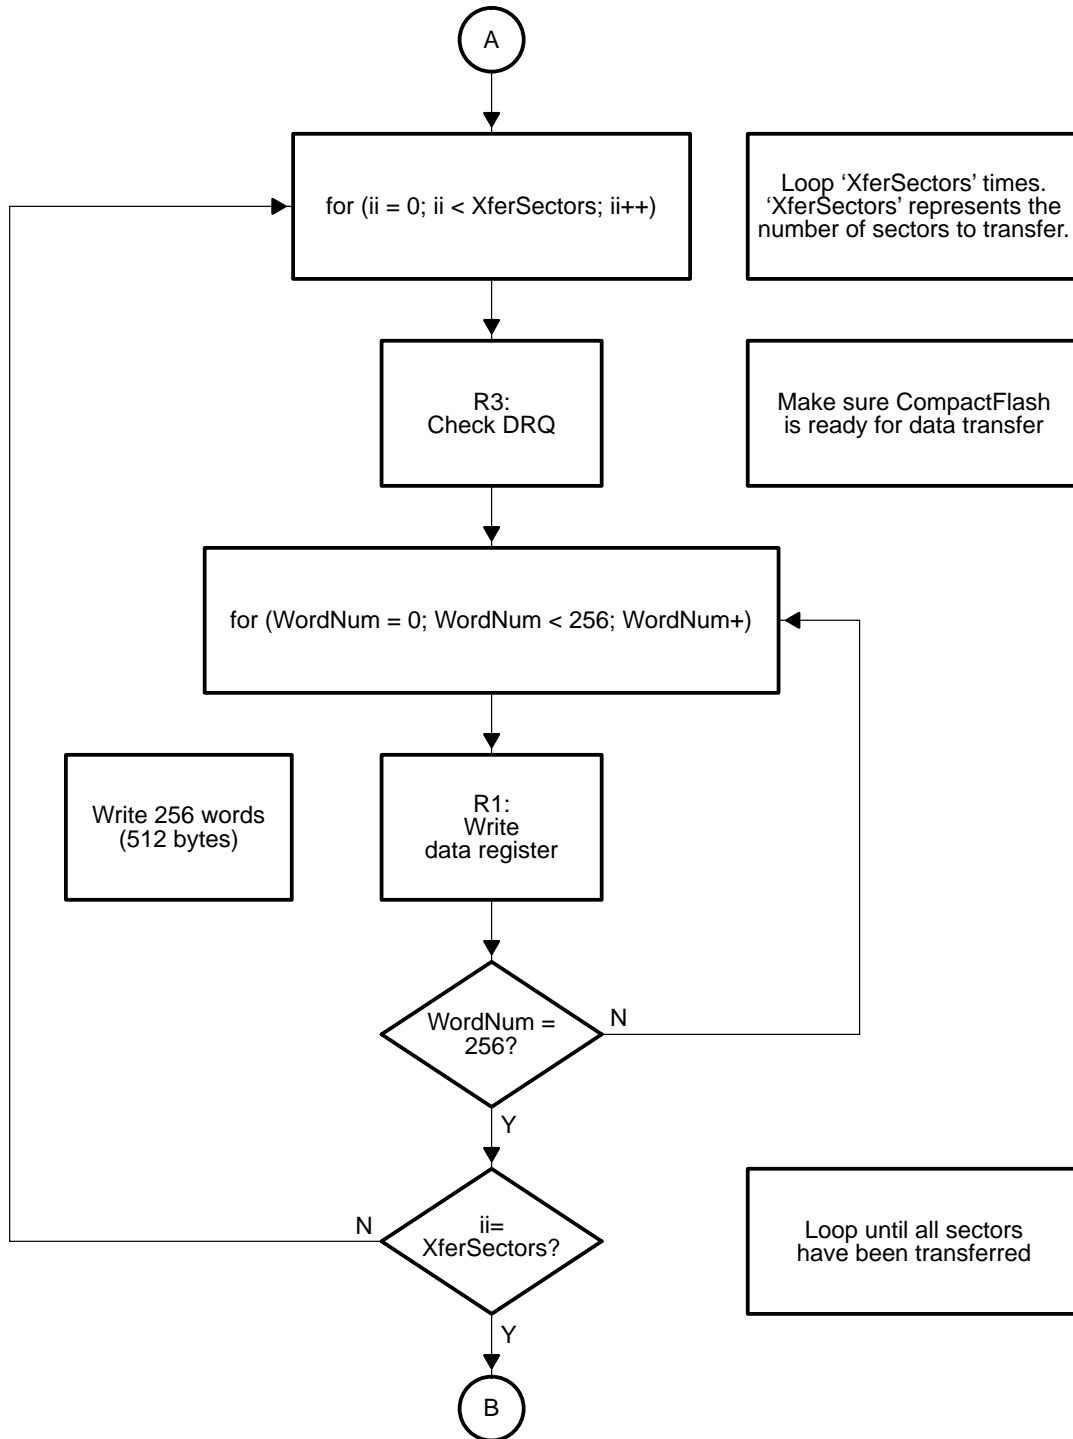 A
for (ii = 0; ii < XferSectors; ii++)
Loop ‘XferSectors’ times.
‘XferSectors’ represents the
number of sectors to transfer.
R3:
Check DRQ
Make sure CompactFlash
is ready for data transfer
for (WordNum = 0; WordNum < 256; WordNum+)
Write 256 words
(512 bytes)
R1:
Write
data register
WordNum =
256?
N
Y
N
ii=
XferSectors?
Loop until all sectors
have been transferred
Y
B